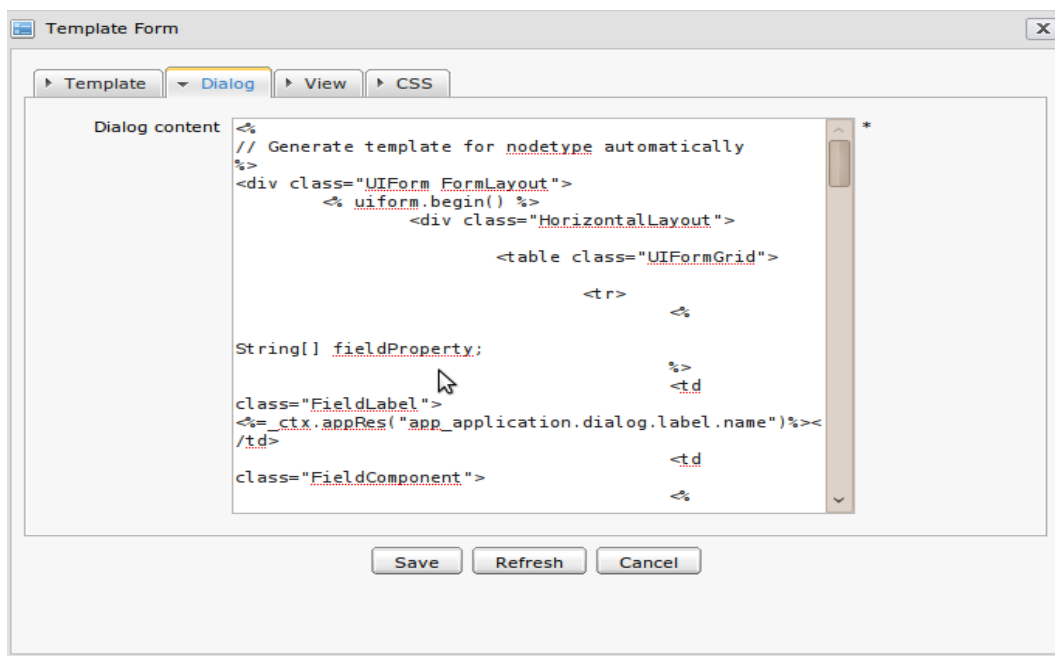 Template Form
Template Dialog View CSS
Dialog content <% *
// Generate template for nodetype automatically
%>
<div class="UIForm FormLayout">
<% uiform.begin() %>
<div class="HorizontalLayout">
<table class="UIFormGrid">
<tr>
<%
String[] fieldProperty;
%>
<td
class="FieldLabel">
<%=_ctx.appRes("app_application.dialog.label.name")%><
/td>
<td
class="FieldComponent">
<%
Save Refresh Cancel